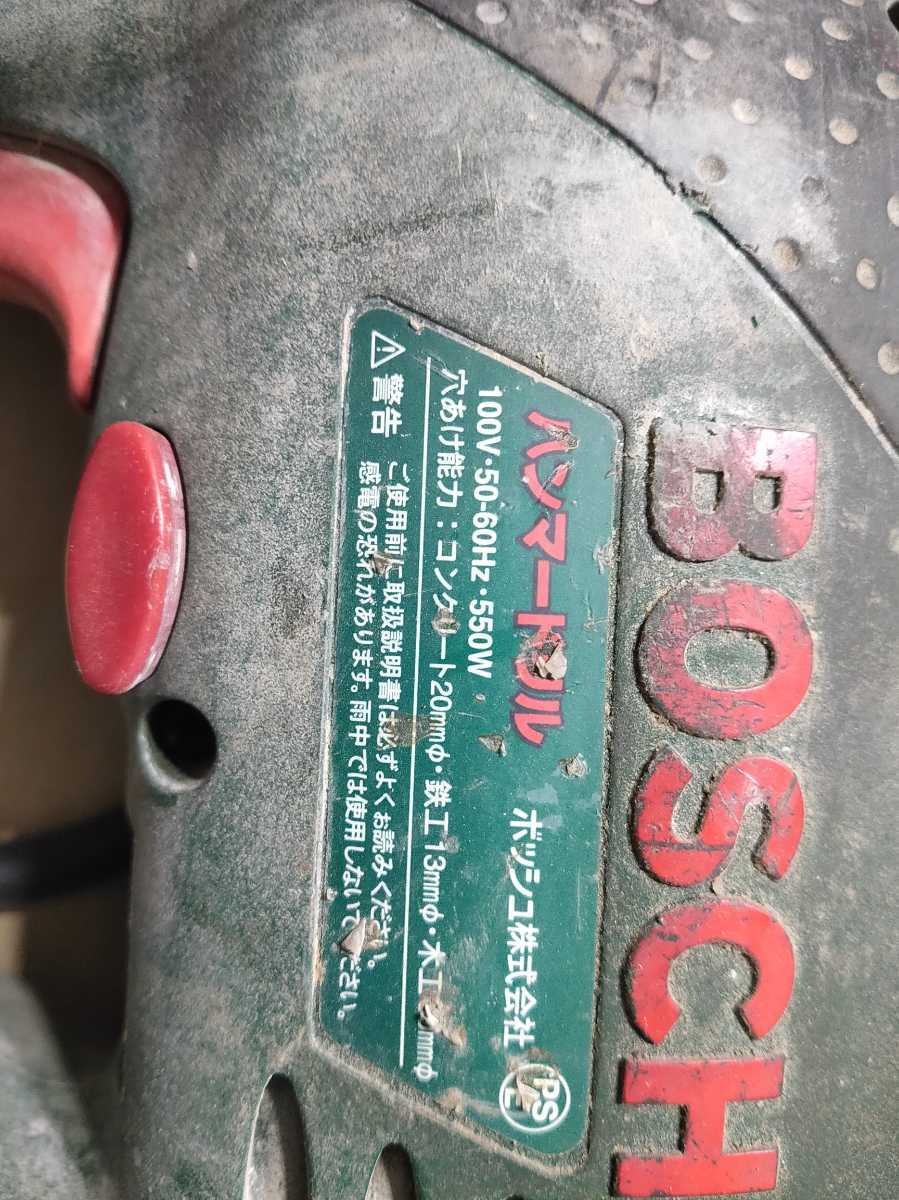 BOSCH
ハンマードリル ボッシュ株式会社 PS E
100V・50-60Hz・550W
穴あけ能力：コンクリート20mmφ・鉄工13mmφ・木工 mmφ
⚠警告 ご使用前に取扱説明書は必ずよくお読みください。
感電の恐れがあります。雨中では使用しないでください。